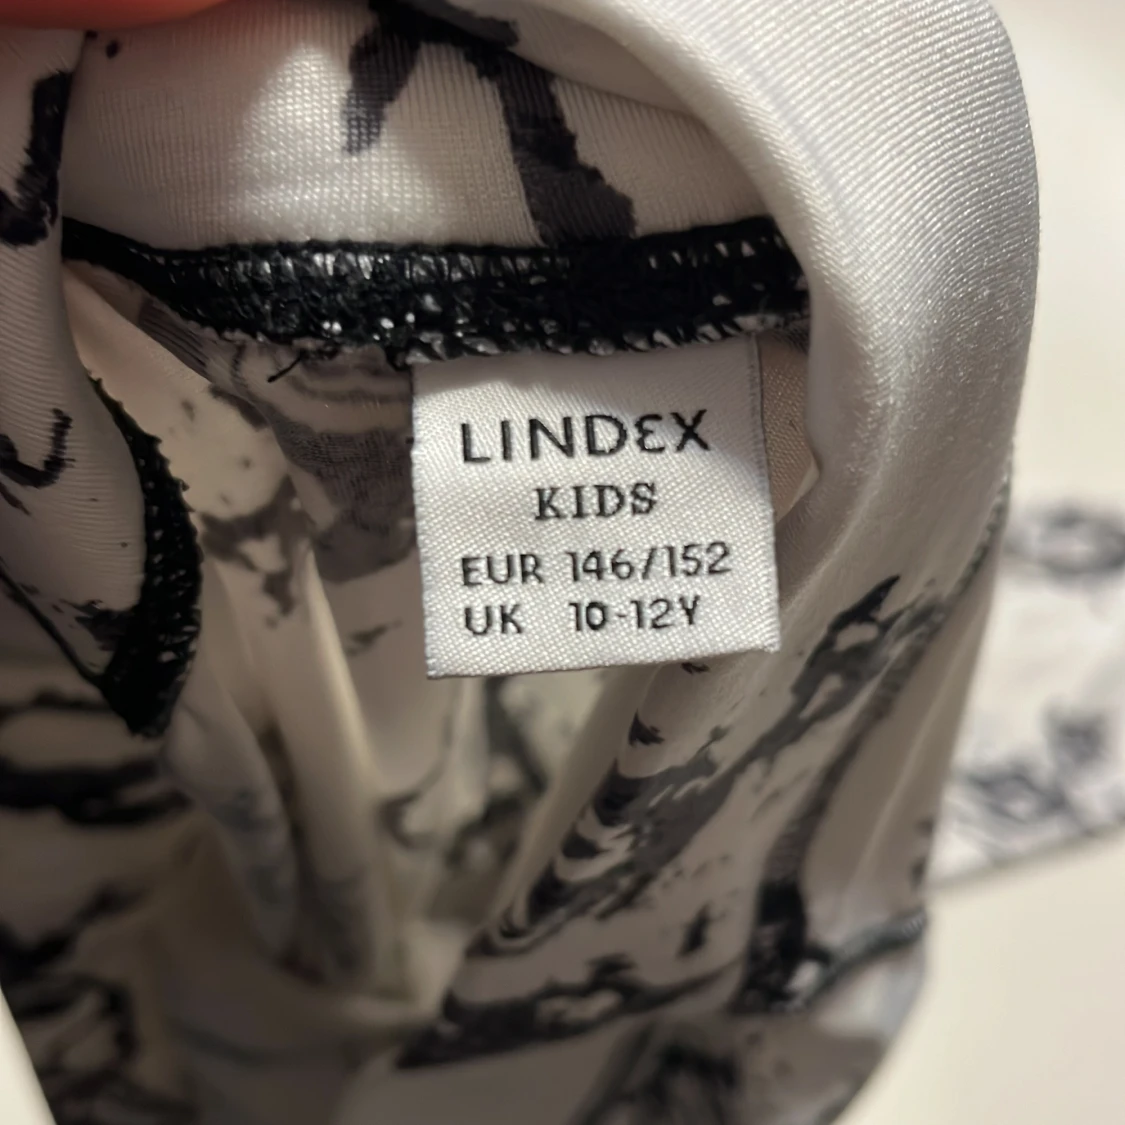 LINDEX
KIDS
EUR 146/152
UK 10-12Y